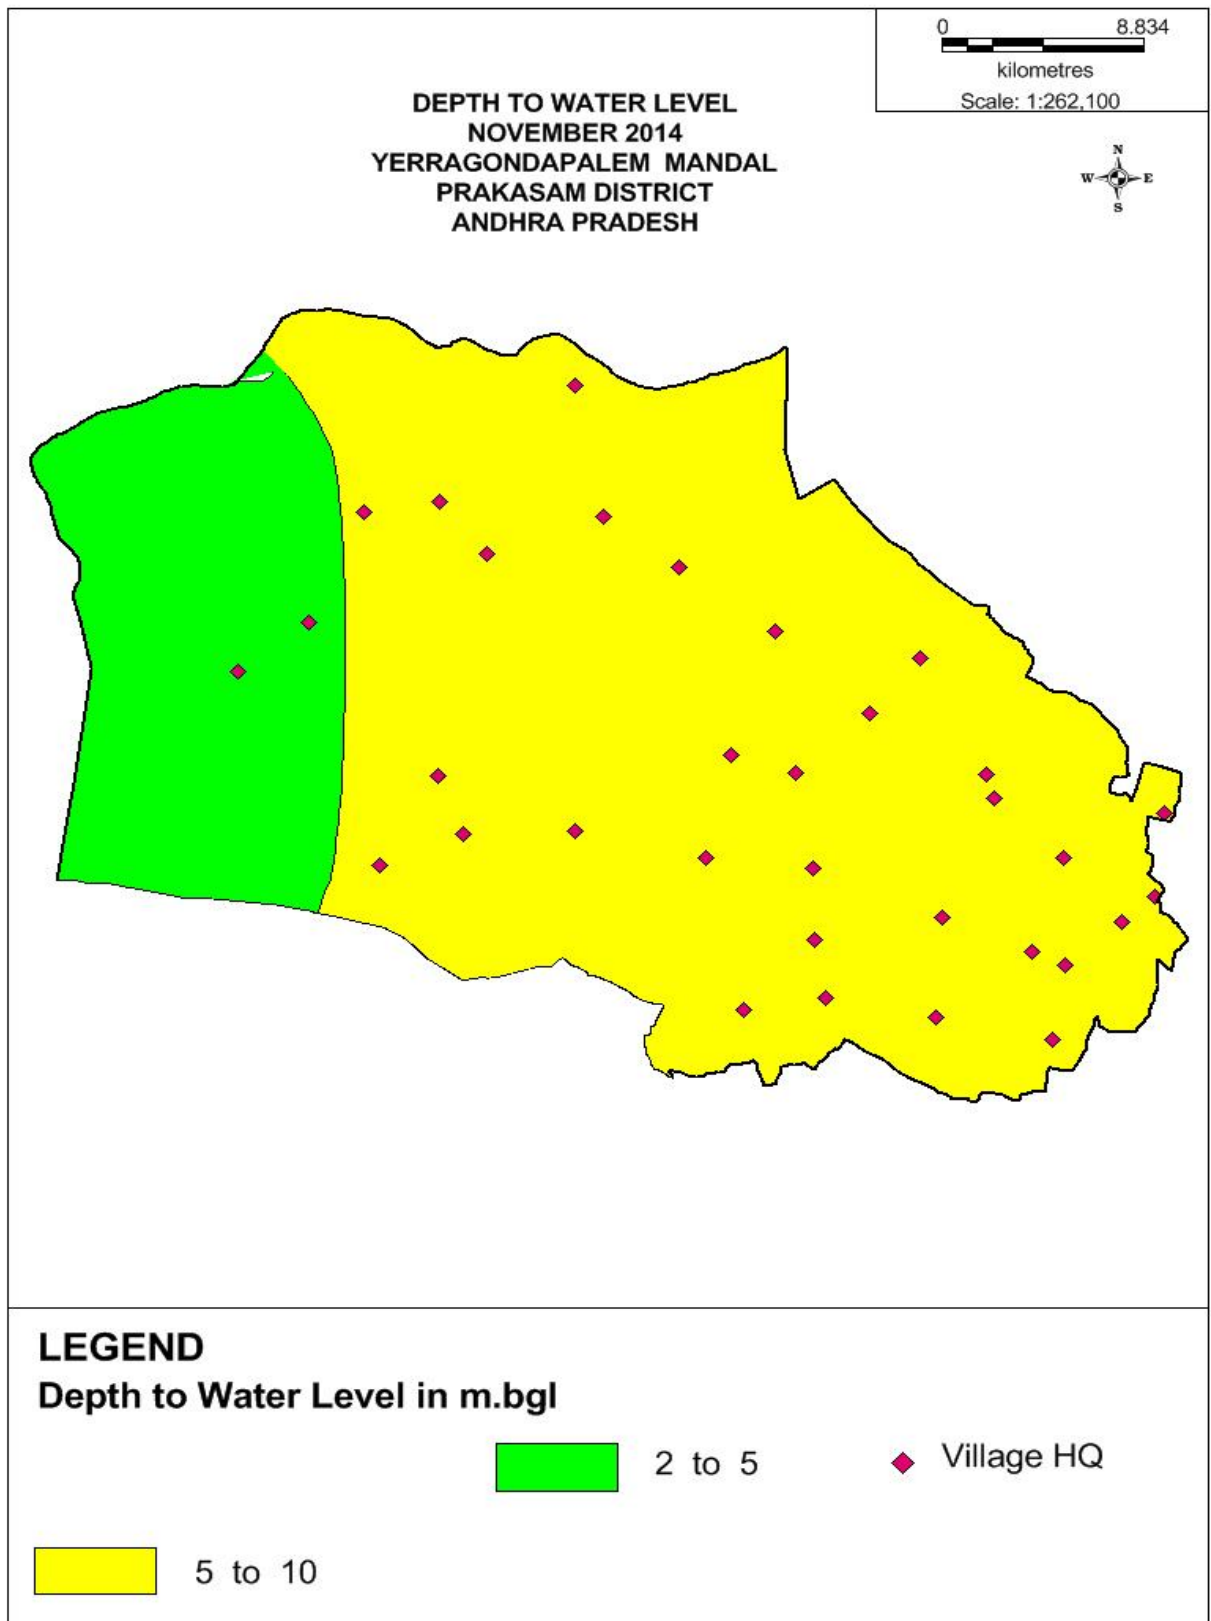 0 8.834
kilometres
Scale: 1:262,100
DEPTH TO WATER LEVEL
NOVEMBER 2014
YERRAGONDAPALEM MANDAL
PRAKASAM DISTRICT
ANDHRA PRADESH
N
W E
S
LEGEND
Depth to Water Level in m.bgl
2 to 5 Village HQ
5 to 10